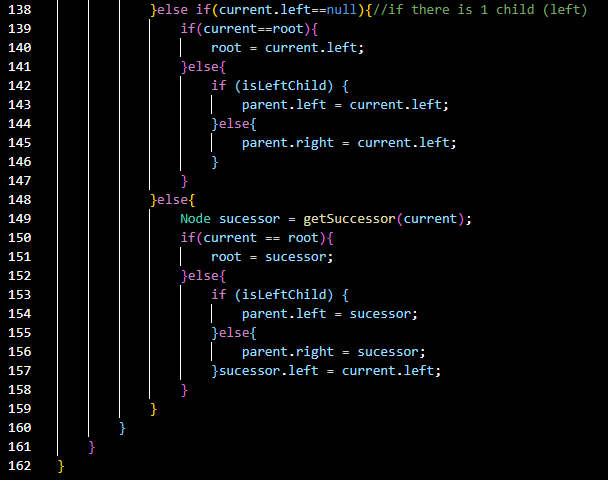 138 }else if(current.left==null){//if there is 1 child (left)
139 if(current==root){
140 root = current.left;
141 }else{
142 if (isLeftChild) {
143 parent.left = current.left;
144 }else{
145 parent.right = current.left;
146 }
147 }
148 }else{
149 Node sucessor = getSuccessor(current);
150 if(current == root){
151 root = sucessor;
152 }else{
153 if (isLeftChild) {
154 parent.left = sucessor;
155 }else{
156 parent.right = sucessor;
157 }sucessor.left = current.left;
158 }
159 }
160 }
161 }
162 }